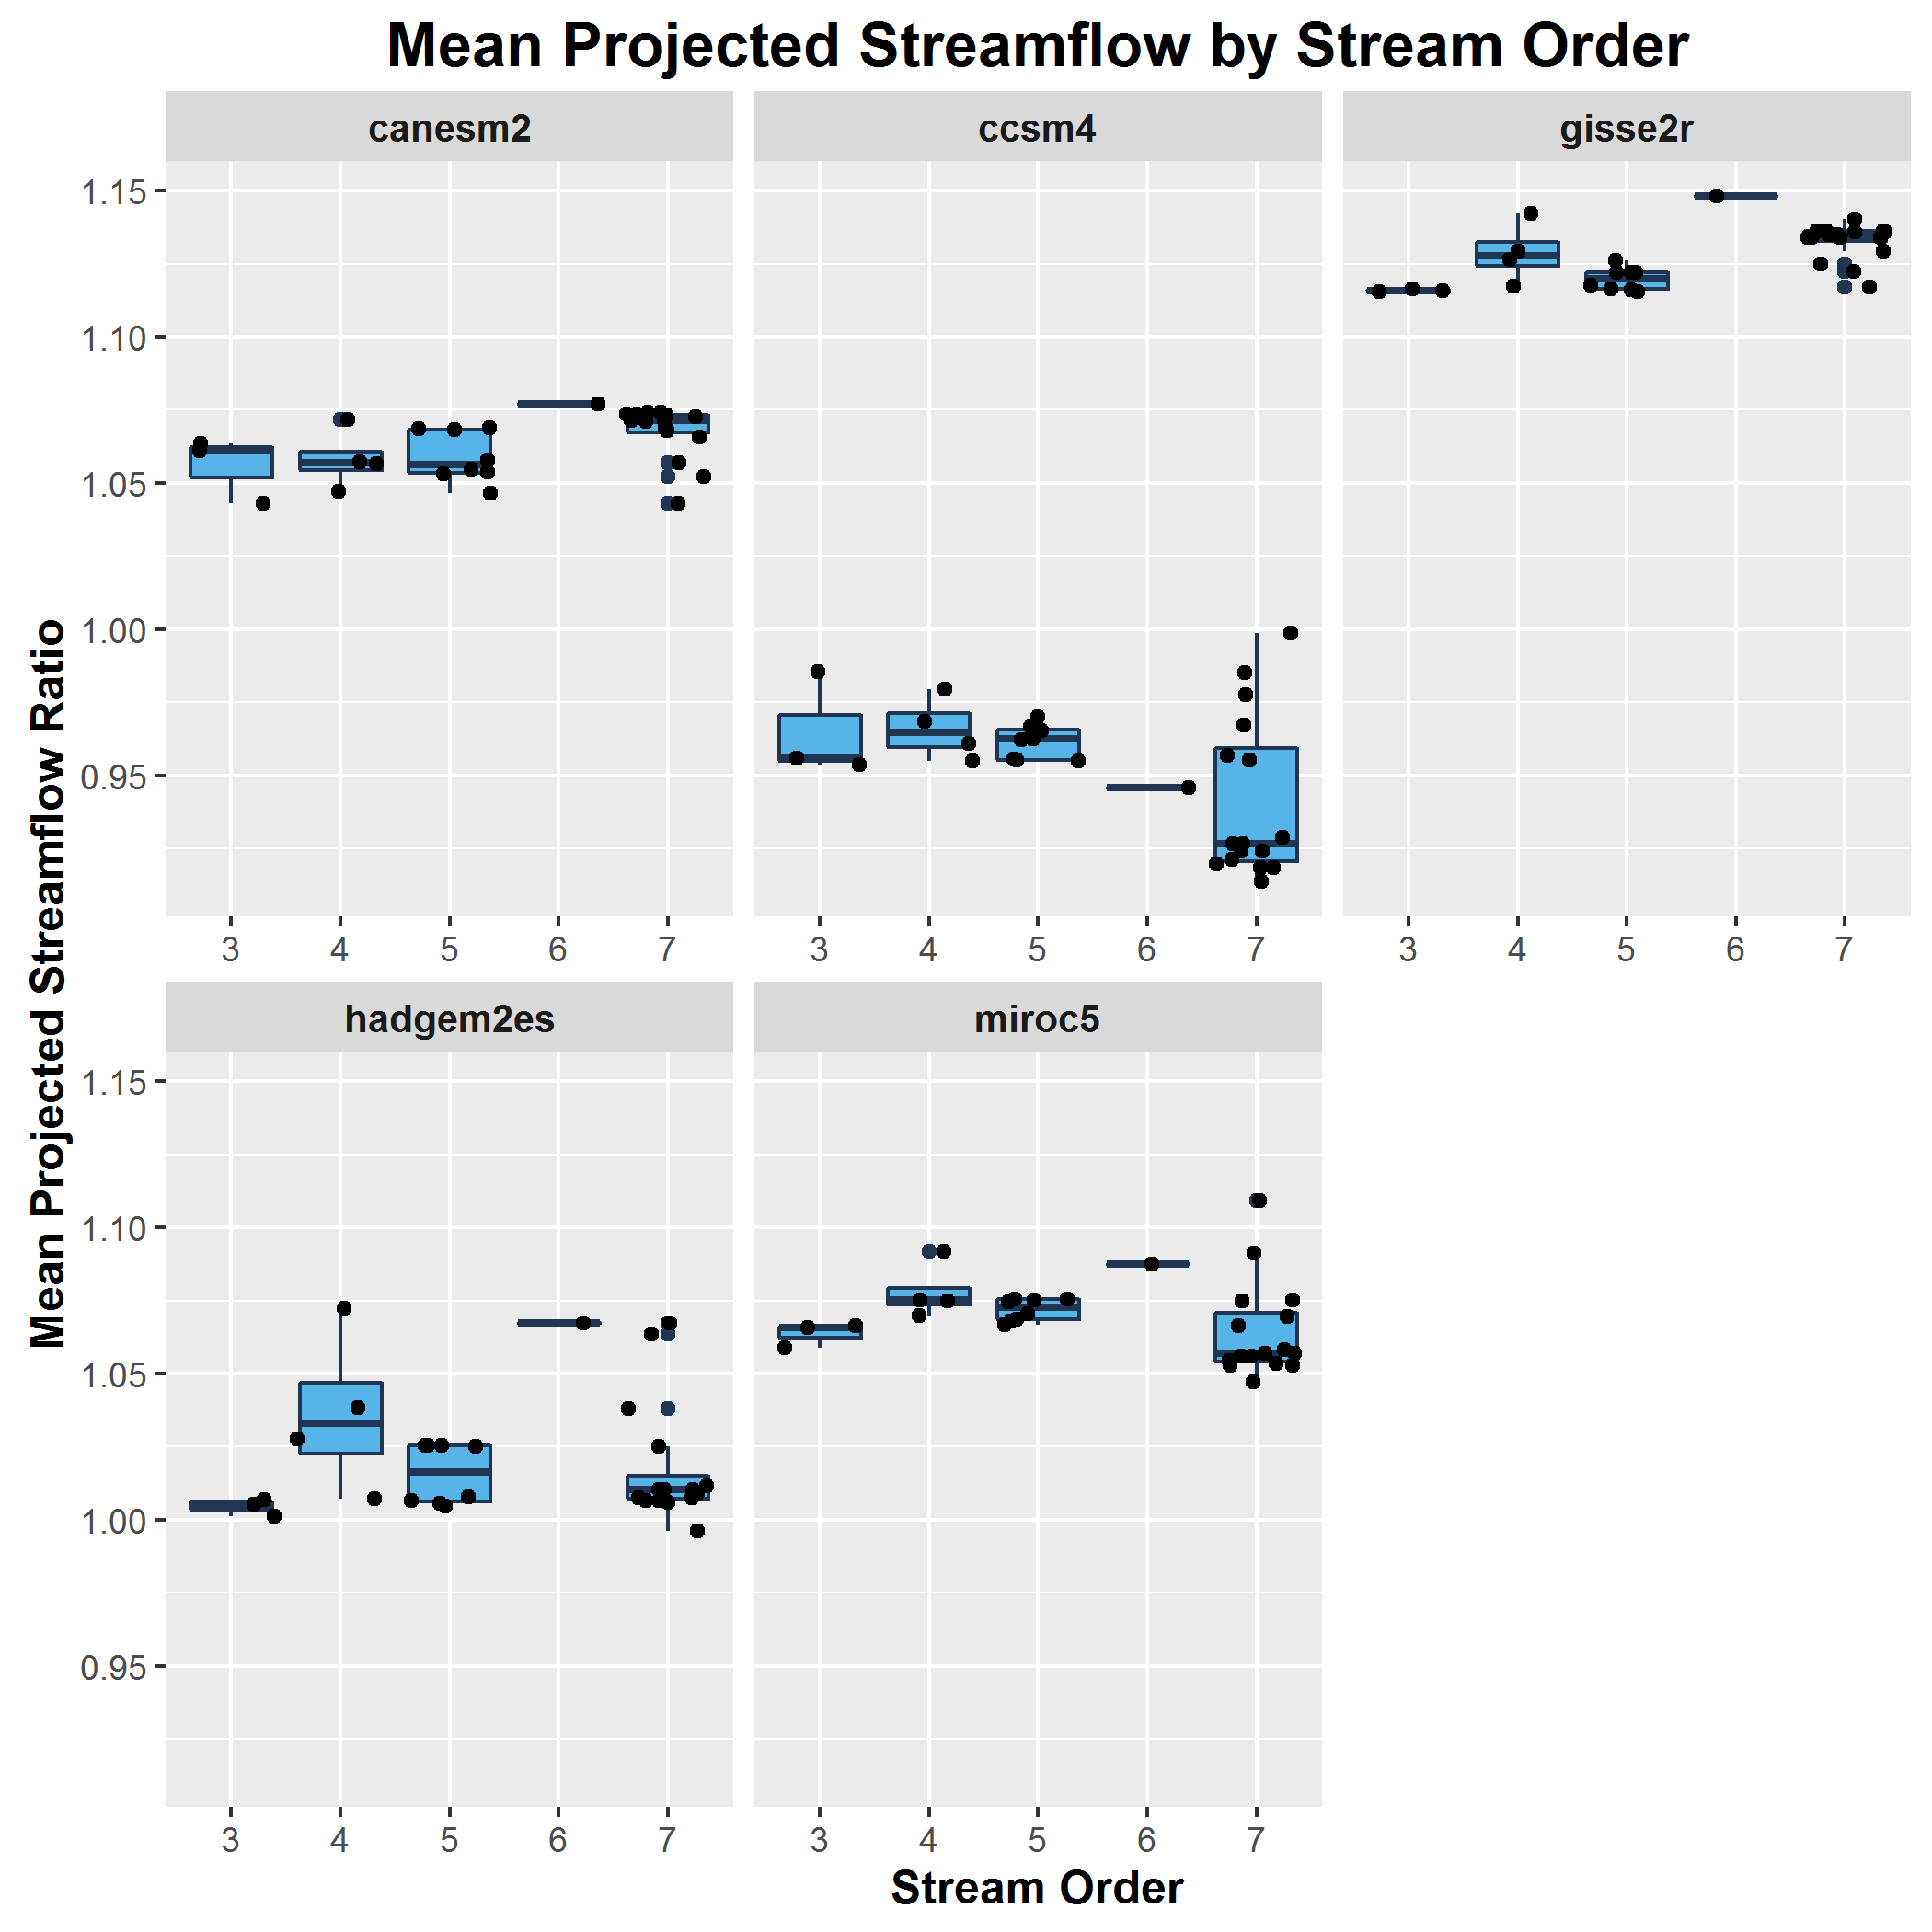 Mean Projected Streamflow by Stream Order
canesm2
ccsm4
gisse2r
1.15
1.10
1.05
1.00
0.95
3 4 5 6 7
3 4 5 6 7
3 4 5 6 7
Mean Projected Streamflow Ratio
hadgem2es
miroc5
1.15
1.10
1.05
1.00
0.95
3 4 5 6 7
3 4 5 6 7
Stream Order